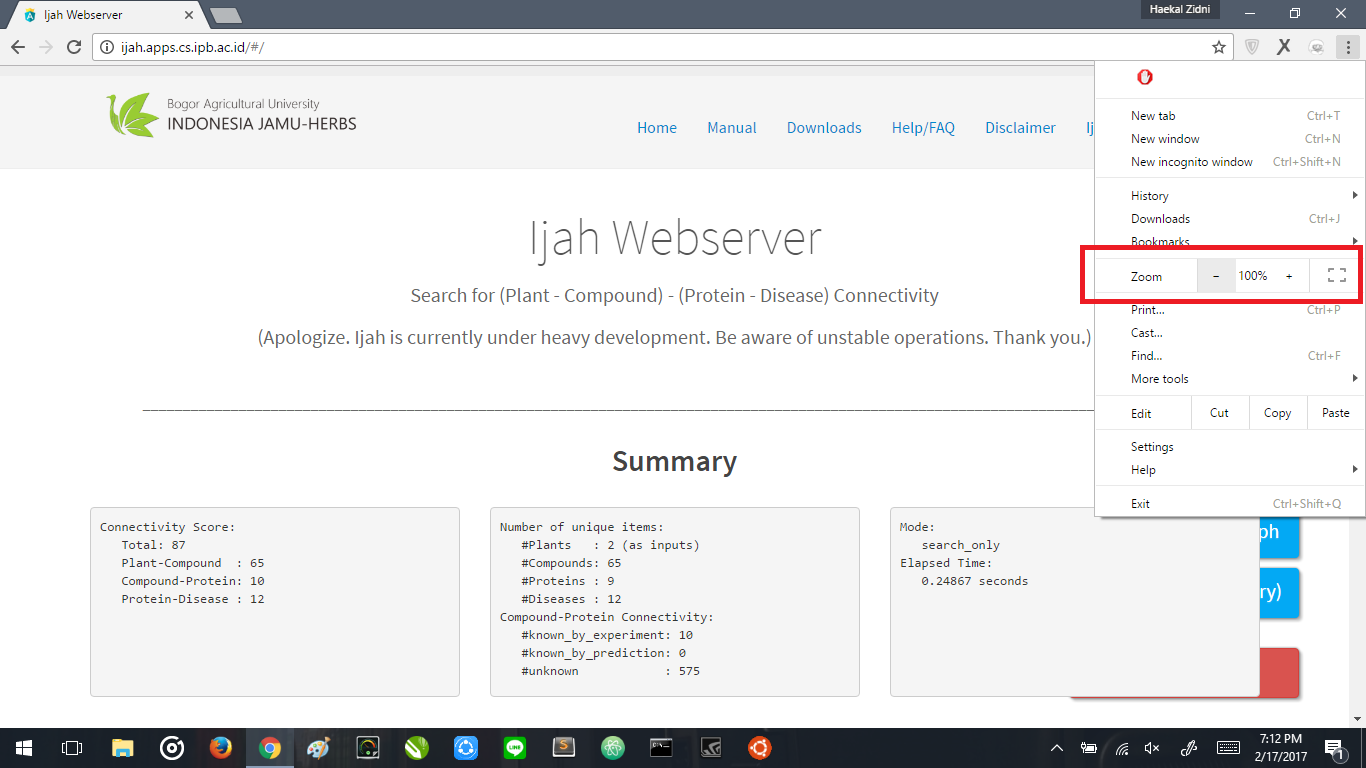 Ijah Webserver
Haekal Zidni
ijah.apps.cs.ipb.ac.id/#/
Bogor Agricultural University
INDONESIA JAMU-HERBS
Home Manual Downloads Help/FAQ Disclaimer Ij
New tab Ctrl+T
New window Ctrl+N
New incognito window Ctrl+Shift+N
History
Downloads Ctrl+J
Bookmarks
Zoom − 100% +
Print... Ctrl+P
Cast...
Find... Ctrl+F
More tools
Edit Cut Copy Paste
Settings
Help
Exit Ctrl+Shift+Q
Ijah Webserver
Search for (Plant - Compound) - (Protein - Disease) Connectivity
(Apologize. Ijah is currently under heavy development. Be aware of unstable operations. Thank you.)
Summary
Connectivity Score:
Total: 87
Plant-Compound : 65
Compound-Protein: 10
Protein-Disease : 12
Number of unique items:
#Plants : 2 (as inputs)
#Compounds: 65
#Proteins : 9
#Diseases : 12
Compound-Protein Connectivity:
#known_by_experiment: 10
#known_by_prediction: 0
#unknown : 575
Mode:
search_only
Elapsed Time:
0.24867 seconds
ph
ry)
7:12 PM
2/17/2017
1